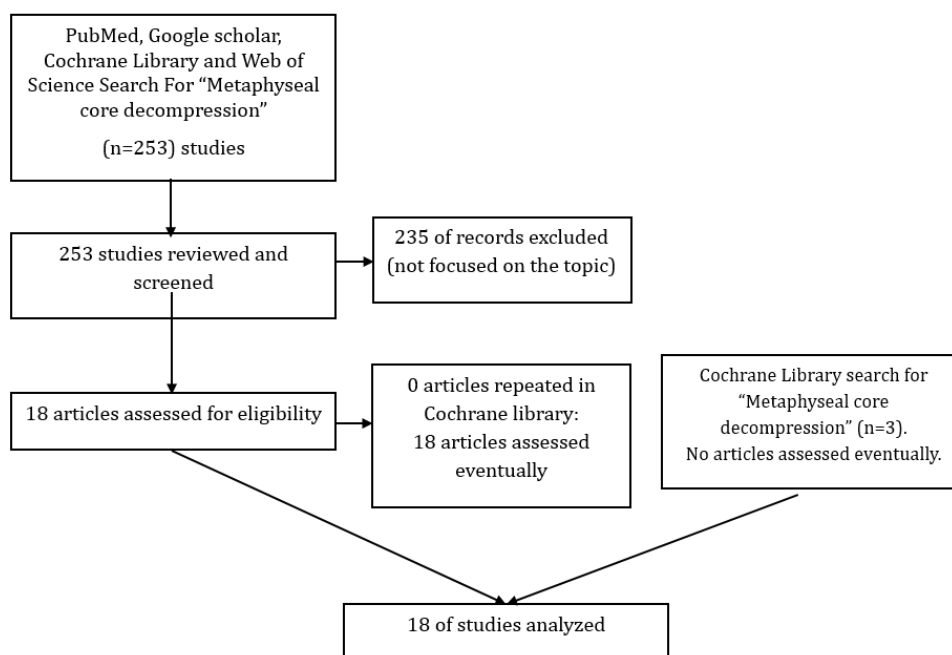 PubMed, Google scholar,
Cochrane Library and Web of
Science Search For “Metaphyseal
core decompression”
(n=253) studies
253 studies reviewed and
screened
235 of records excluded
(not focused on the topic)
18 articles assessed for eligibility
0 articles repeated in
Cochrane library:
18 articles assessed
eventually
Cochrane Library search for
“Metaphyseal core
decompression” (n=3).
No articles assessed eventually.
18 of studies analyzed